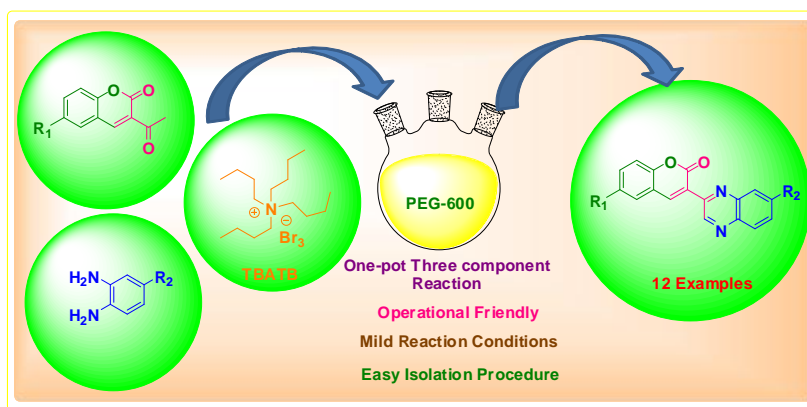 O
O
R₁
O
H₂N
R₂
H₂N
N
⊕
⊖
Br₃
TBATB
PEG-600
One-pot Three component
Reaction
Operational Friendly
Mild Reaction Conditions
Easy Isolation Procedure
O
O
R₁
N
R₂
N
12 Examples